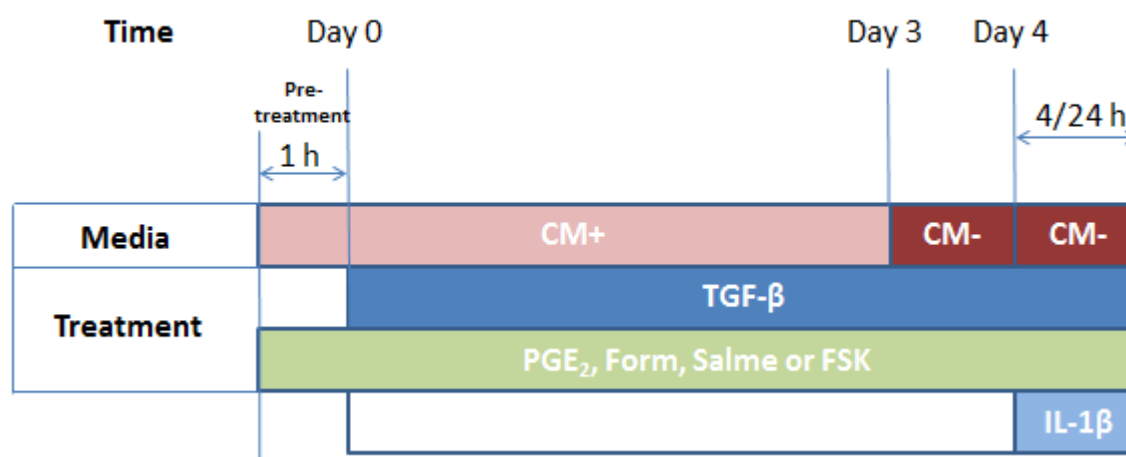 Time Day 0 Day 3 Day 4
Pre-
treatment
1 h
4/24 h
Media CM+ CM- CM-
Treatment
TGF-β
PGE₂, Form, Salme or FSK
IL-1β